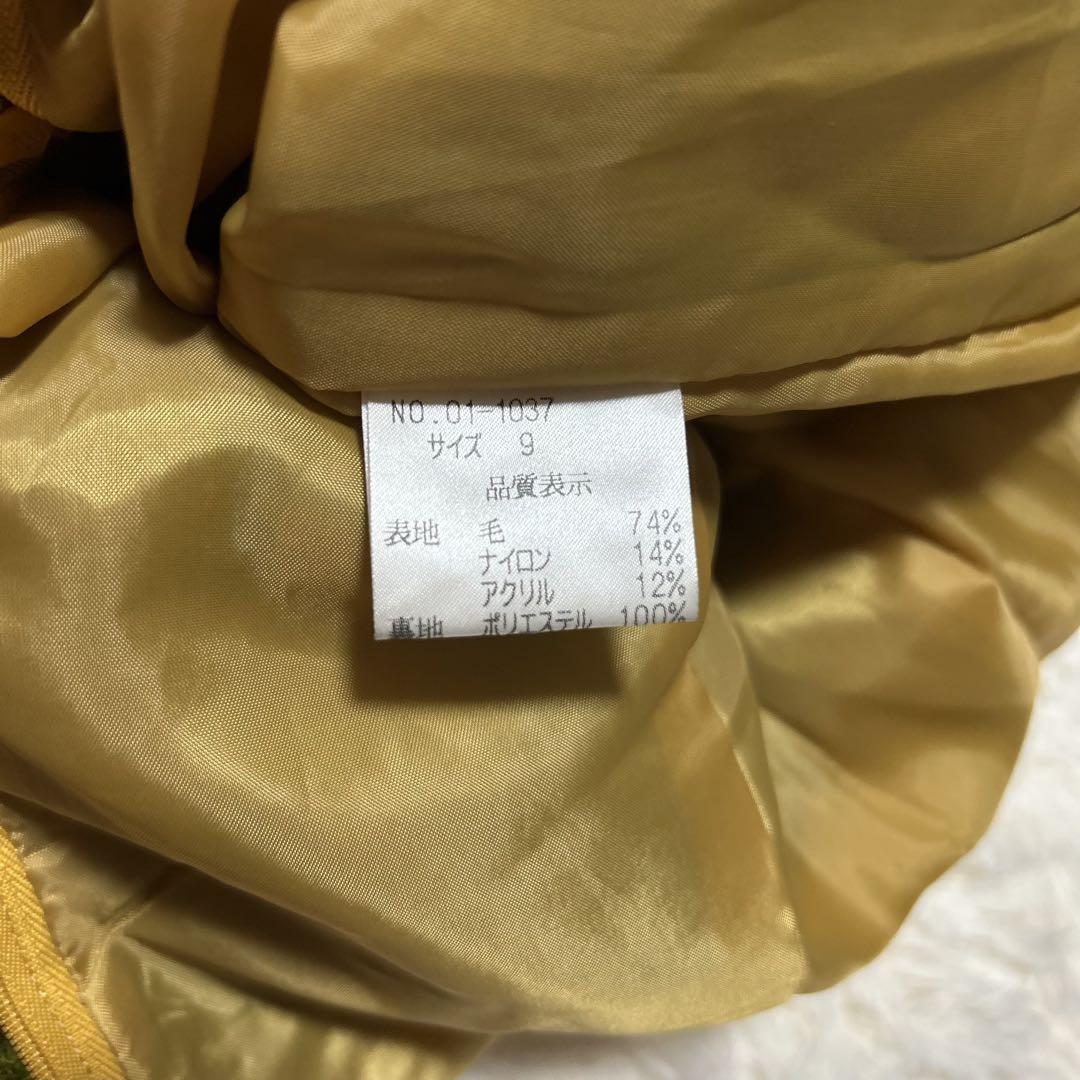 NO.01-1037
サイズ 9
品質表示
表地 毛 74%
ナイロン 14%
アクリル 12%
裏地 ポリエステル 100%